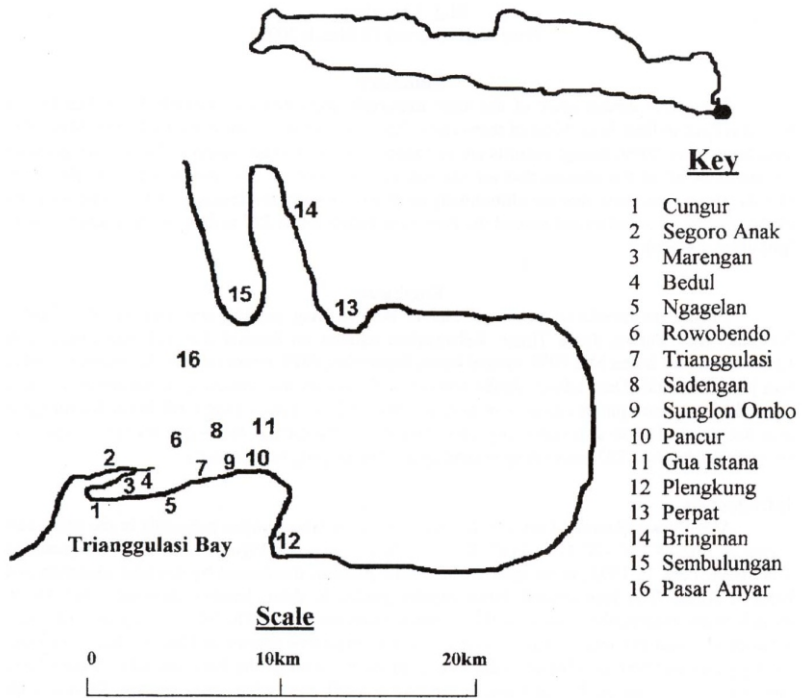 Key
1 Cungur
2 Segoro Anak
3 Marengan
4 Bedul
5 Ngagelan
6 Rowobendo
7 Trianggulasi
8 Sadengan
9 Sunglon Ombo
10 Pancur
11 Gua Istana
12 Plengkung
13 Perpat
14 Bringinan
15 Sembulungan
16 Pasar Anyar
14
15
13
16
6
8
11
2
3
4
7
9
10
1
5
12
Trianggulasi Bay
Scale
0 10km 20km